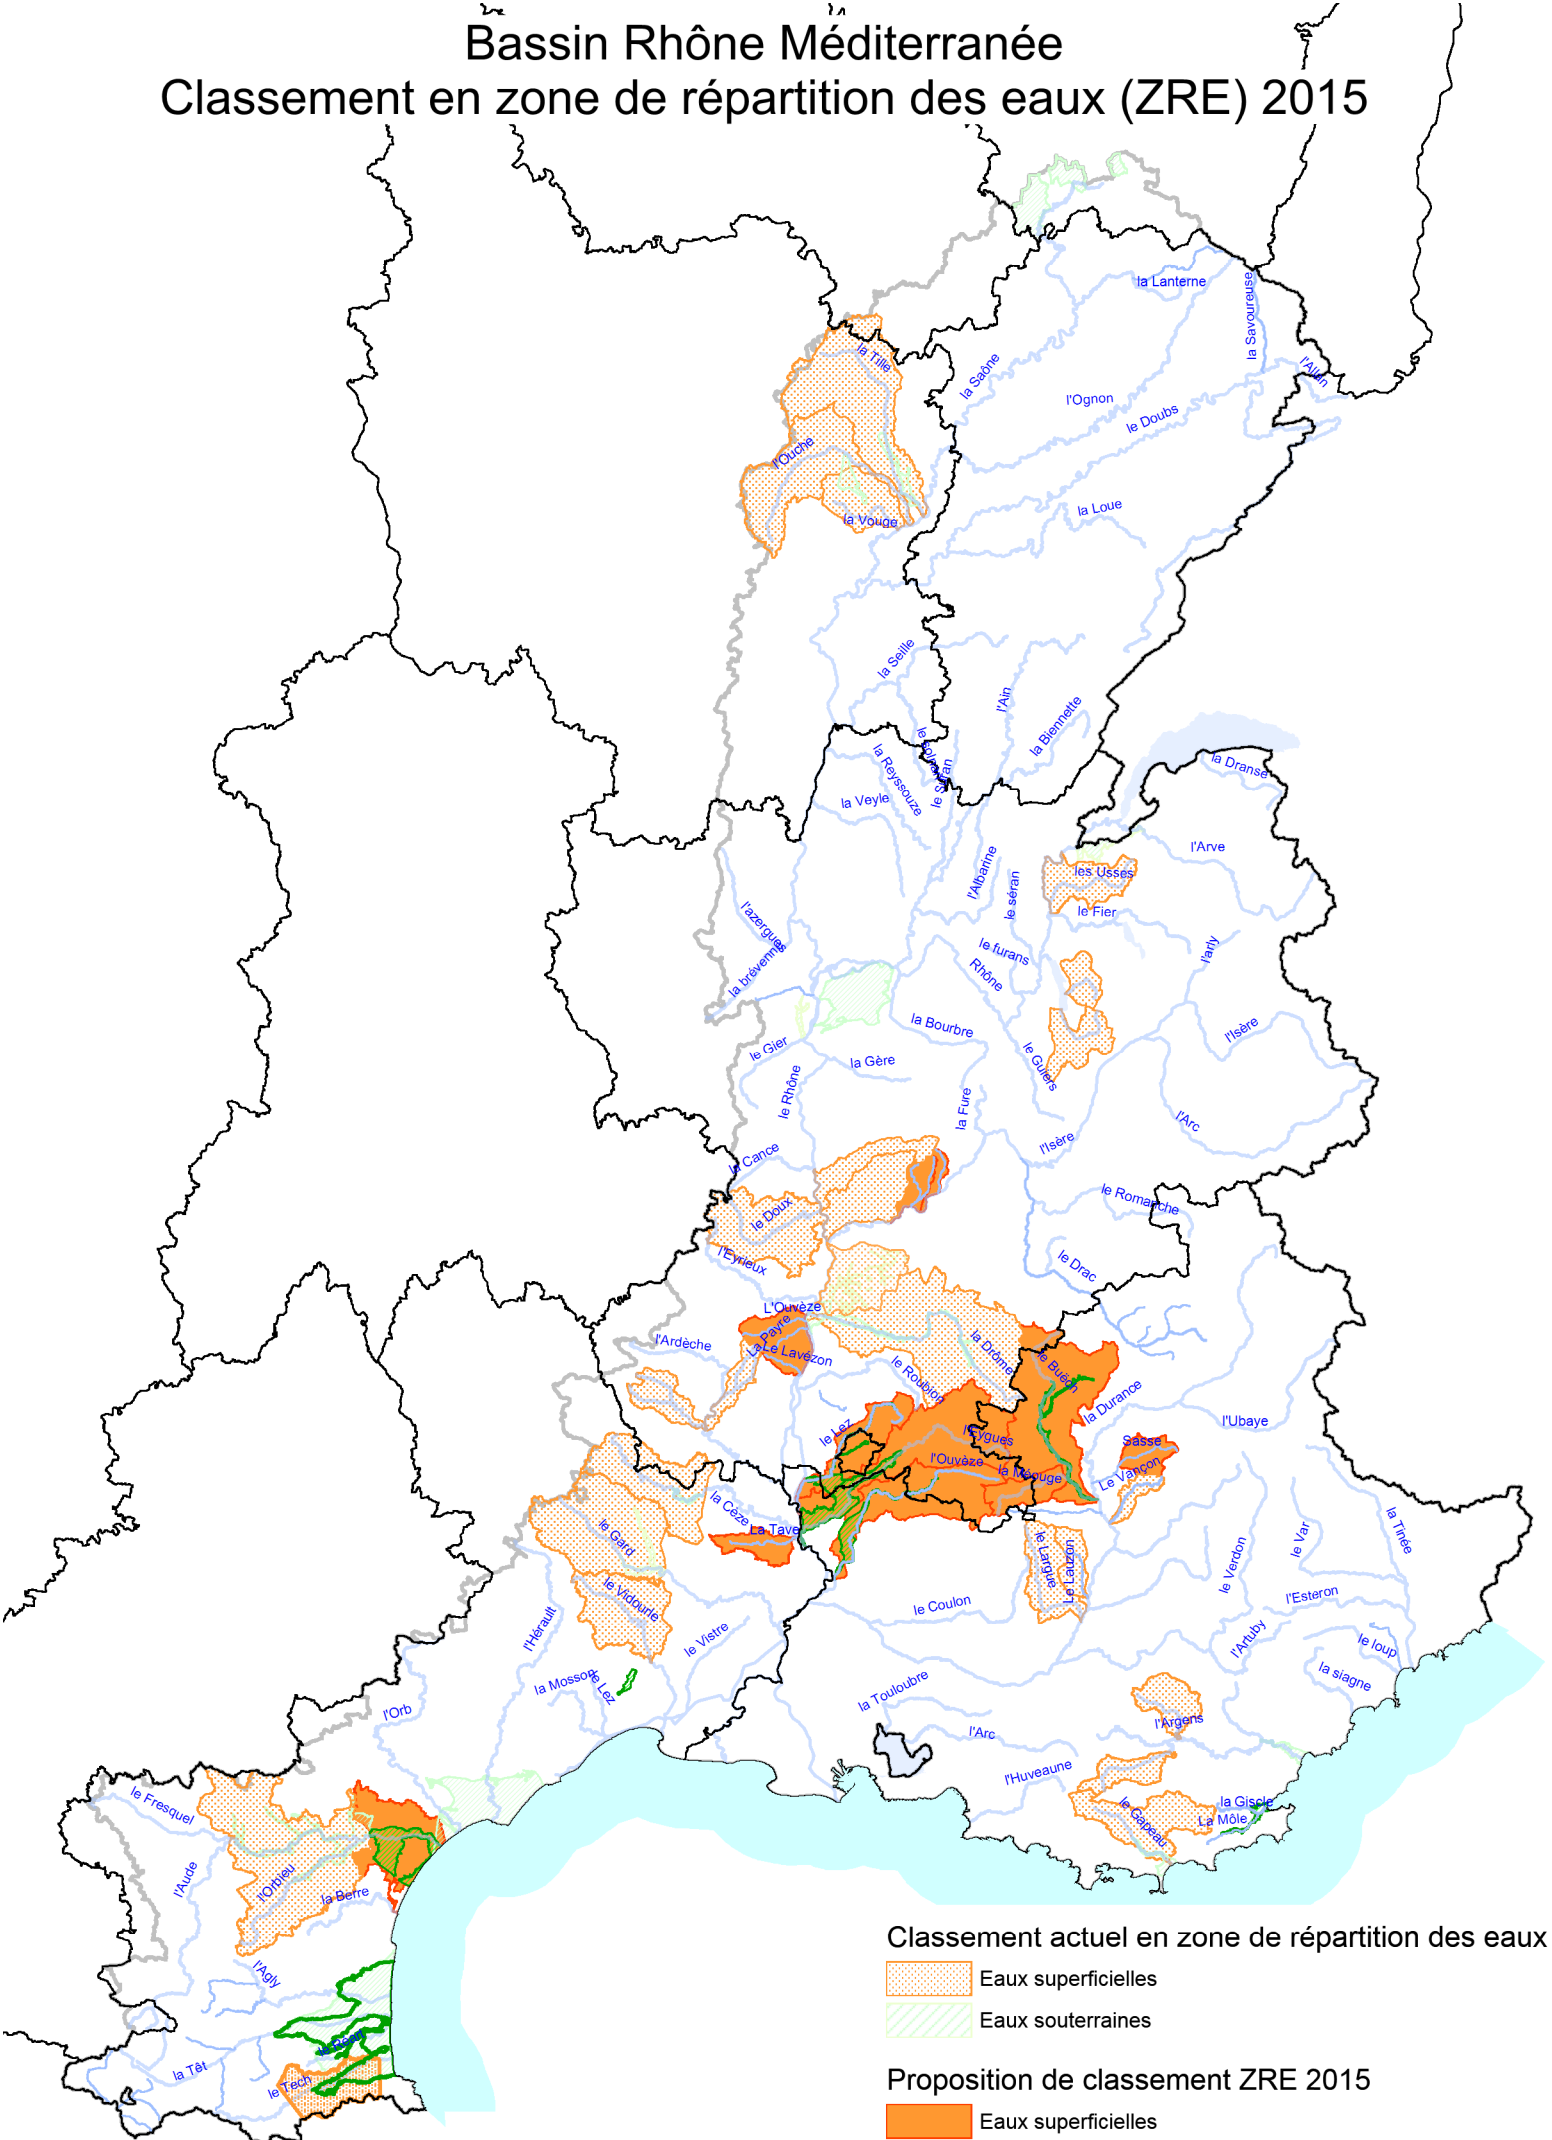 Bassin Rhône Méditerranée
Classement en zone de répartition des eaux (ZRE) 2015
la Lanterne
la Savoureuse
l'Allan
la Tille
la Saône
l'Ognon
le Doubs
l'Ouche
la Vouge
la Loue
la Seille
l'Ain
la Biennette
la Reyssouze
la Veyle
la Dranse
l'Arve
l'Albarine
le séran
les Usses
le Fier
l'azergues
la brévenne
le furans
Rhône
l'arly
la Bourbre
l'Isère
le Gier
la Gère
le Guiers
le Rhône
la Fure
l'Arc
l'Isère
la Cance
le Romanche
le Doux
l'Eyrieux
le Drac
L'Ouvèze
La Payre
l'Ardèche
Le Lavézon
la Drôme
le Buëch
le Roubion
la Durance
l'Ubaye
le Lez
l'Eygues
Sasse
l'Ouvèze
la Méouge
Le Vançon
la Cèze
La Tave
la Tinée
le Gard
le Largue
Le Lauzon
le Verdon
le Var
le Vidourle
le Coulon
l'Esteron
l'Hérault
le Vistre
l'Artuby
le loup
la Mosson
le Lez
la siagne
l'Orb
la Touloubre
l'Argens
l'Arc
l'Huveaune
le Fresquel
la Giscle
La Môle
le Gapeau
l'Aude
l'Orbieu
la Berre
l'Agly
le Réart
la Têt
le Tech
Classement actuel en zone de répartition des eaux
Eaux superficielles
Eaux souterraines
Proposition de classement ZRE 2015
Eaux superficielles